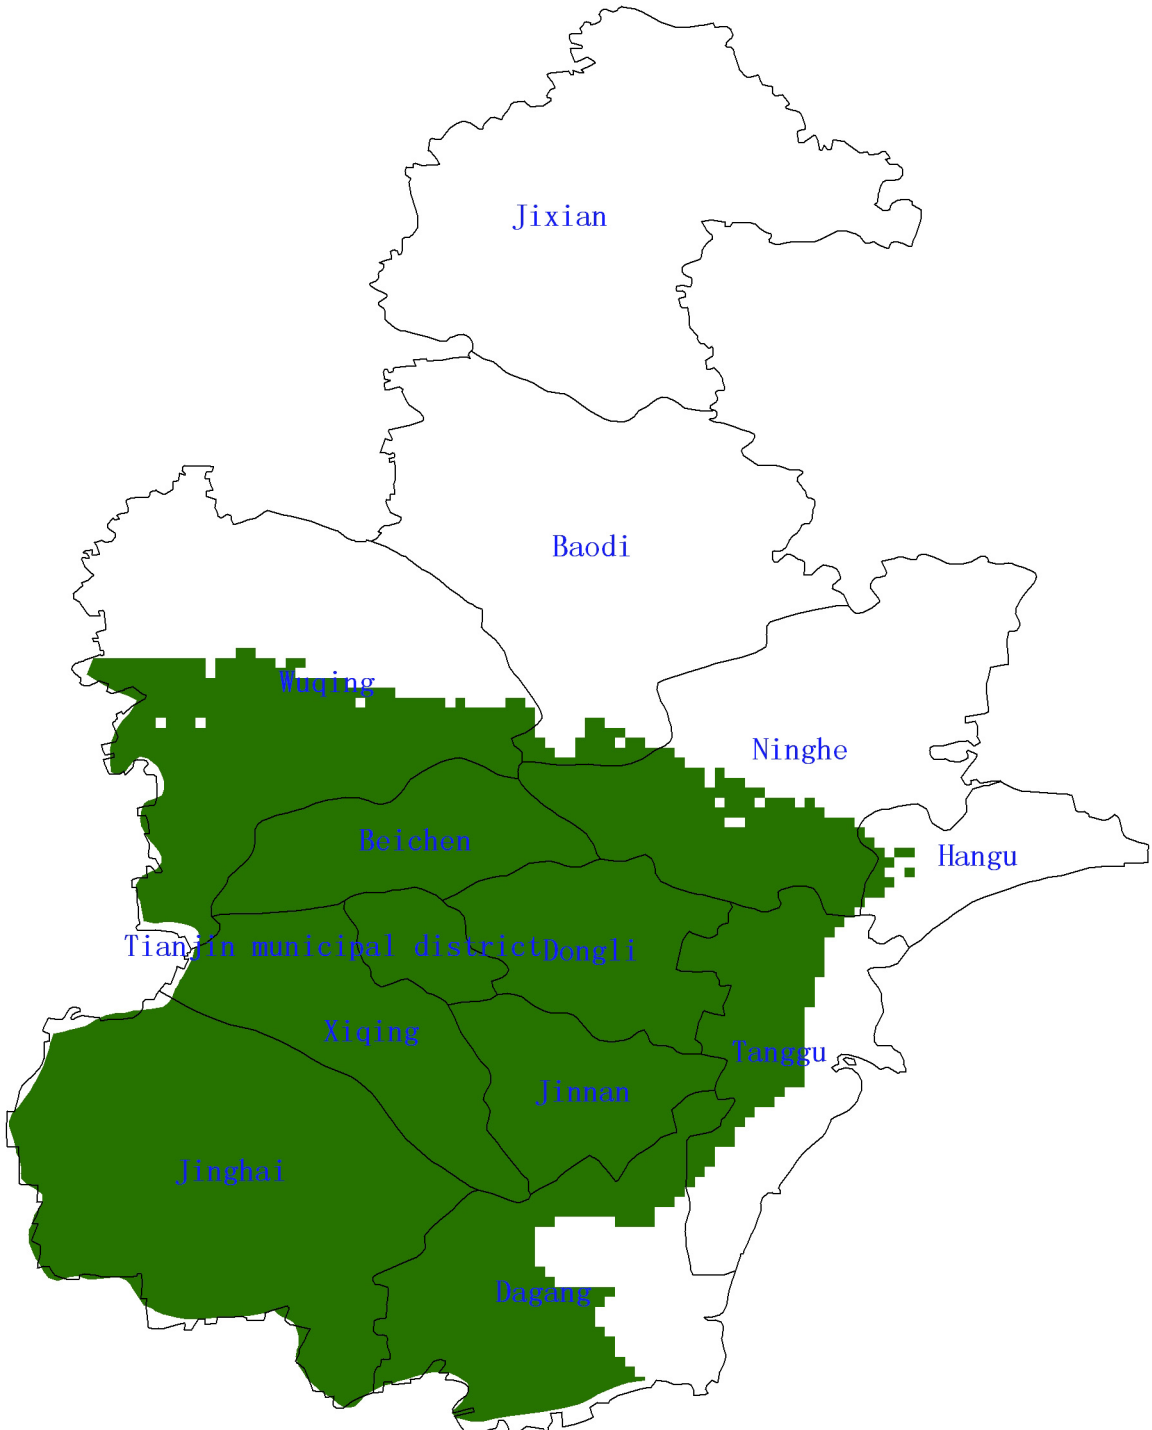 Jixian
Baodi
Wuqing
Ninghe
Beichen
Hangu
Tianjin municipal district
Dongli
Xiqing
Tanggu
Jinnan
Jinghai
Dagang